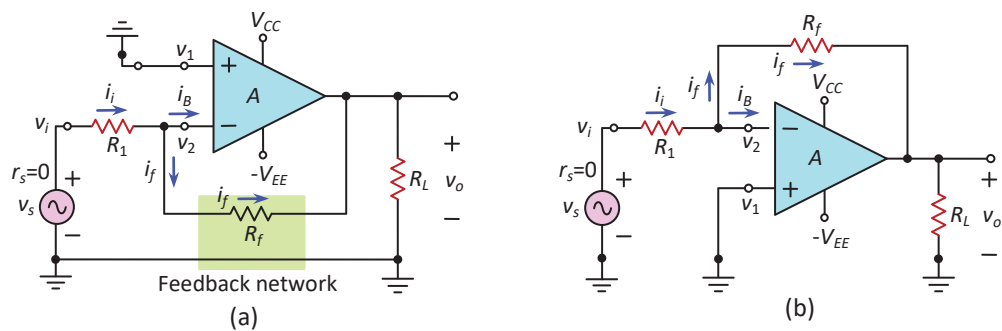 V_CC
v_1
+
A
i_i
i_B
v_i
R_1
−
v_2
-V_EE
i_f
r_s=0
+
v_s
−
i_f
R_f
R_L
+
v_o
−
Feedback network
(a)
R_f
i_f
i_f
V_CC
i_i
i_B
v_i
R_1
−
v_2
A
r_s=0
+
v_s
−
v_1
+
-V_EE
R_L
+
v_o
−
(b)